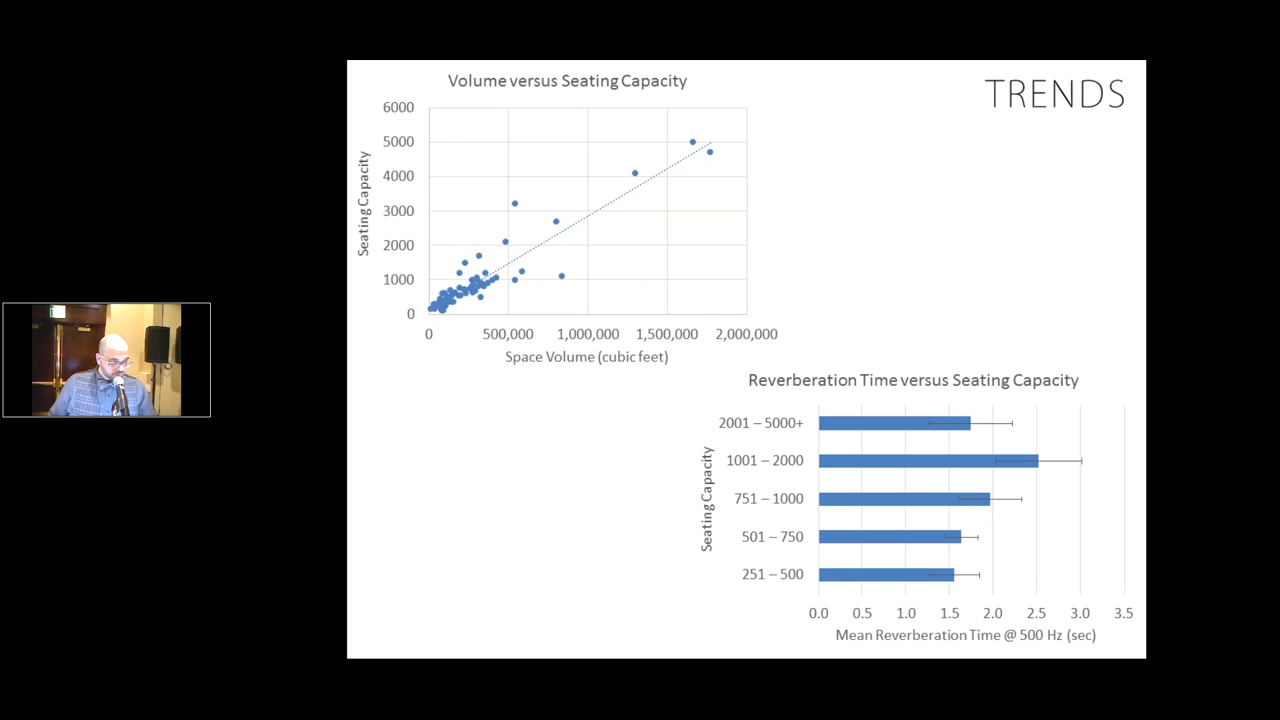 TRENDS
Volume versus Seating Capacity
Seating Capacity
6000
5000
4000
3000
2000
1000
0
0 500,000 1,000,000 1,500,000 2,000,000
Space Volume (cubic feet)
Reverberation Time versus Seating Capacity
Seating Capacity
2001 – 5000+
1001 – 2000
751 – 1000
501 – 750
251 – 500
0.0 0.5 1.0 1.5 2.0 2.5 3.0 3.5
Mean Reverberation Time @ 500 Hz (sec)